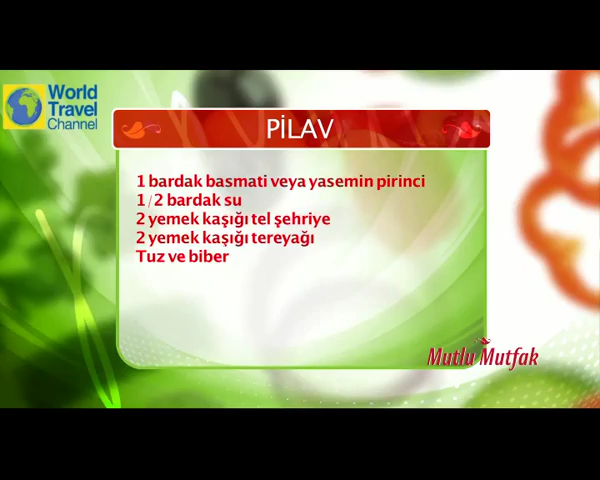 World
Travel
Channel
PİLAV
1 bardak basmati veya yasemin pirinci
1/2 bardak su
2 yemek kaşığı tel şehriye
2 yemek kaşığı tereyağı
Tuz ve biber
Mutlu Mutfak